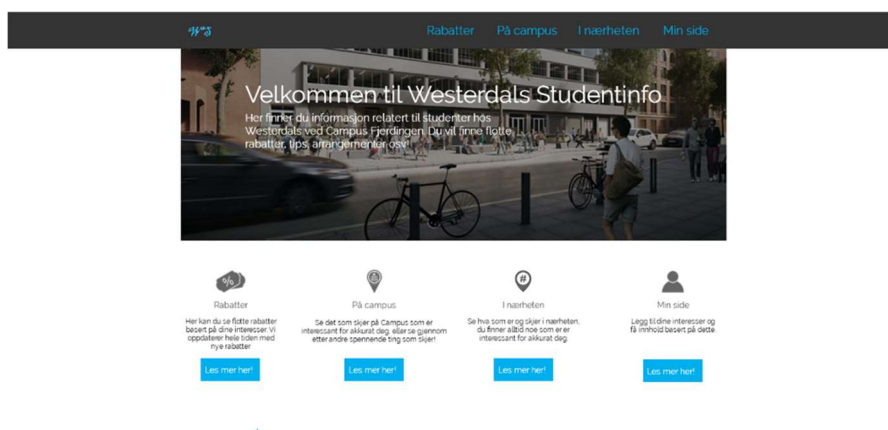 W*S
Rabatter På campus I nærheten Min side
Velkommen til Westerdals Studentinfo
Her finner du informasjon relatert til studenter hos
Westerdals ved Campus Fjerdingen. Du vil finne flotte
rabatter, tips, arrangementer osv!
Rabatter
Her kan du se flotte rabatter
basert på dine interesser. Vi
oppdaterer hele tiden med
nye rabatter
Les mer her!
På campus
Se det som skjer på Campus som er
interessant for akkurat deg, eller se gjennom
etter andre spennende ting som skjer!
Les mer her!
I nærheten
Se hva som er og skjer i nærheten,
du finner alltid noe som er er
interessant for akkurat deg.
Les mer her!
Min side
Legg til dine interesser og
få innhold basert på dette.
Les mer her!